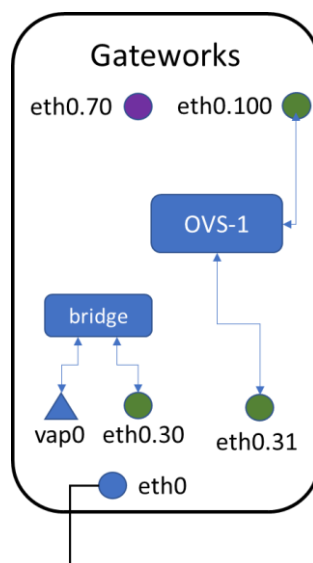 Gateworks
eth0.70
eth0.100
OVS-1
bridge
vap0
eth0.30
eth0.31
eth0